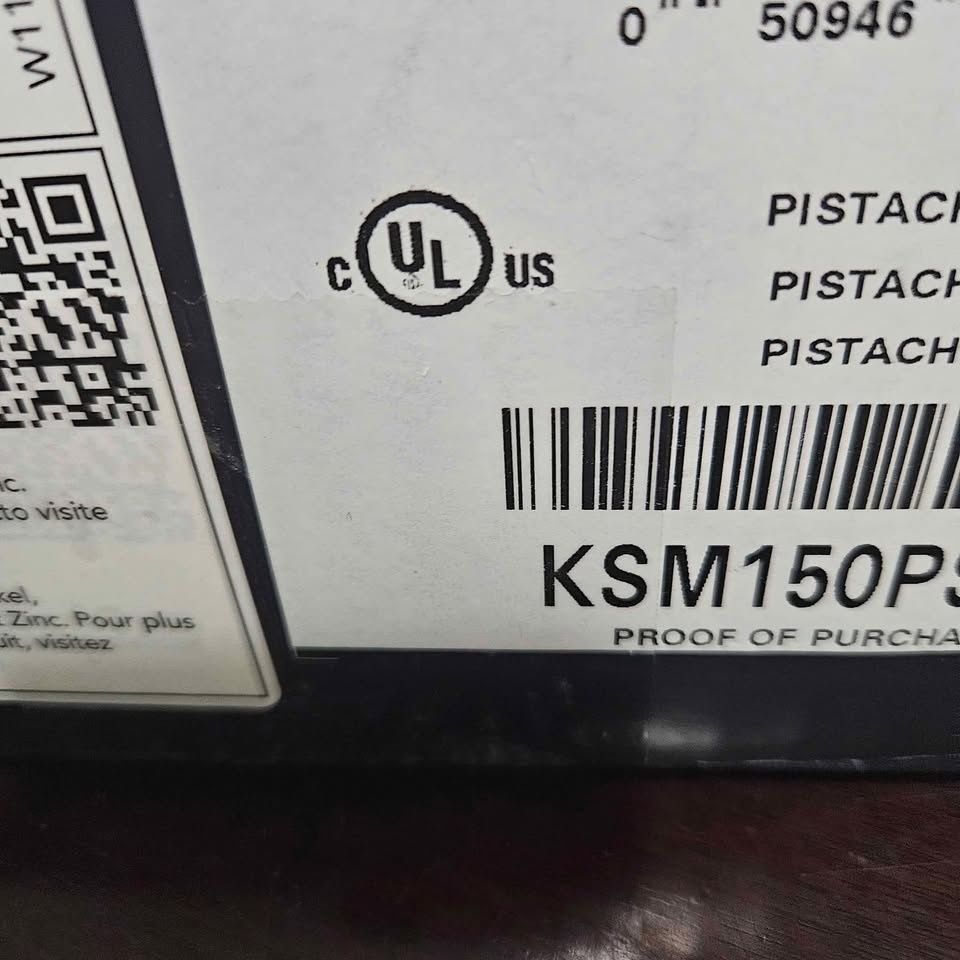 W11
0 50946
C UL US
PISTACH
PISTACH
PISTACH
KSM150PS
PROOF OF PURCHA
c.
to visite
kel,
Zinc. Pour plus
uit, visitez